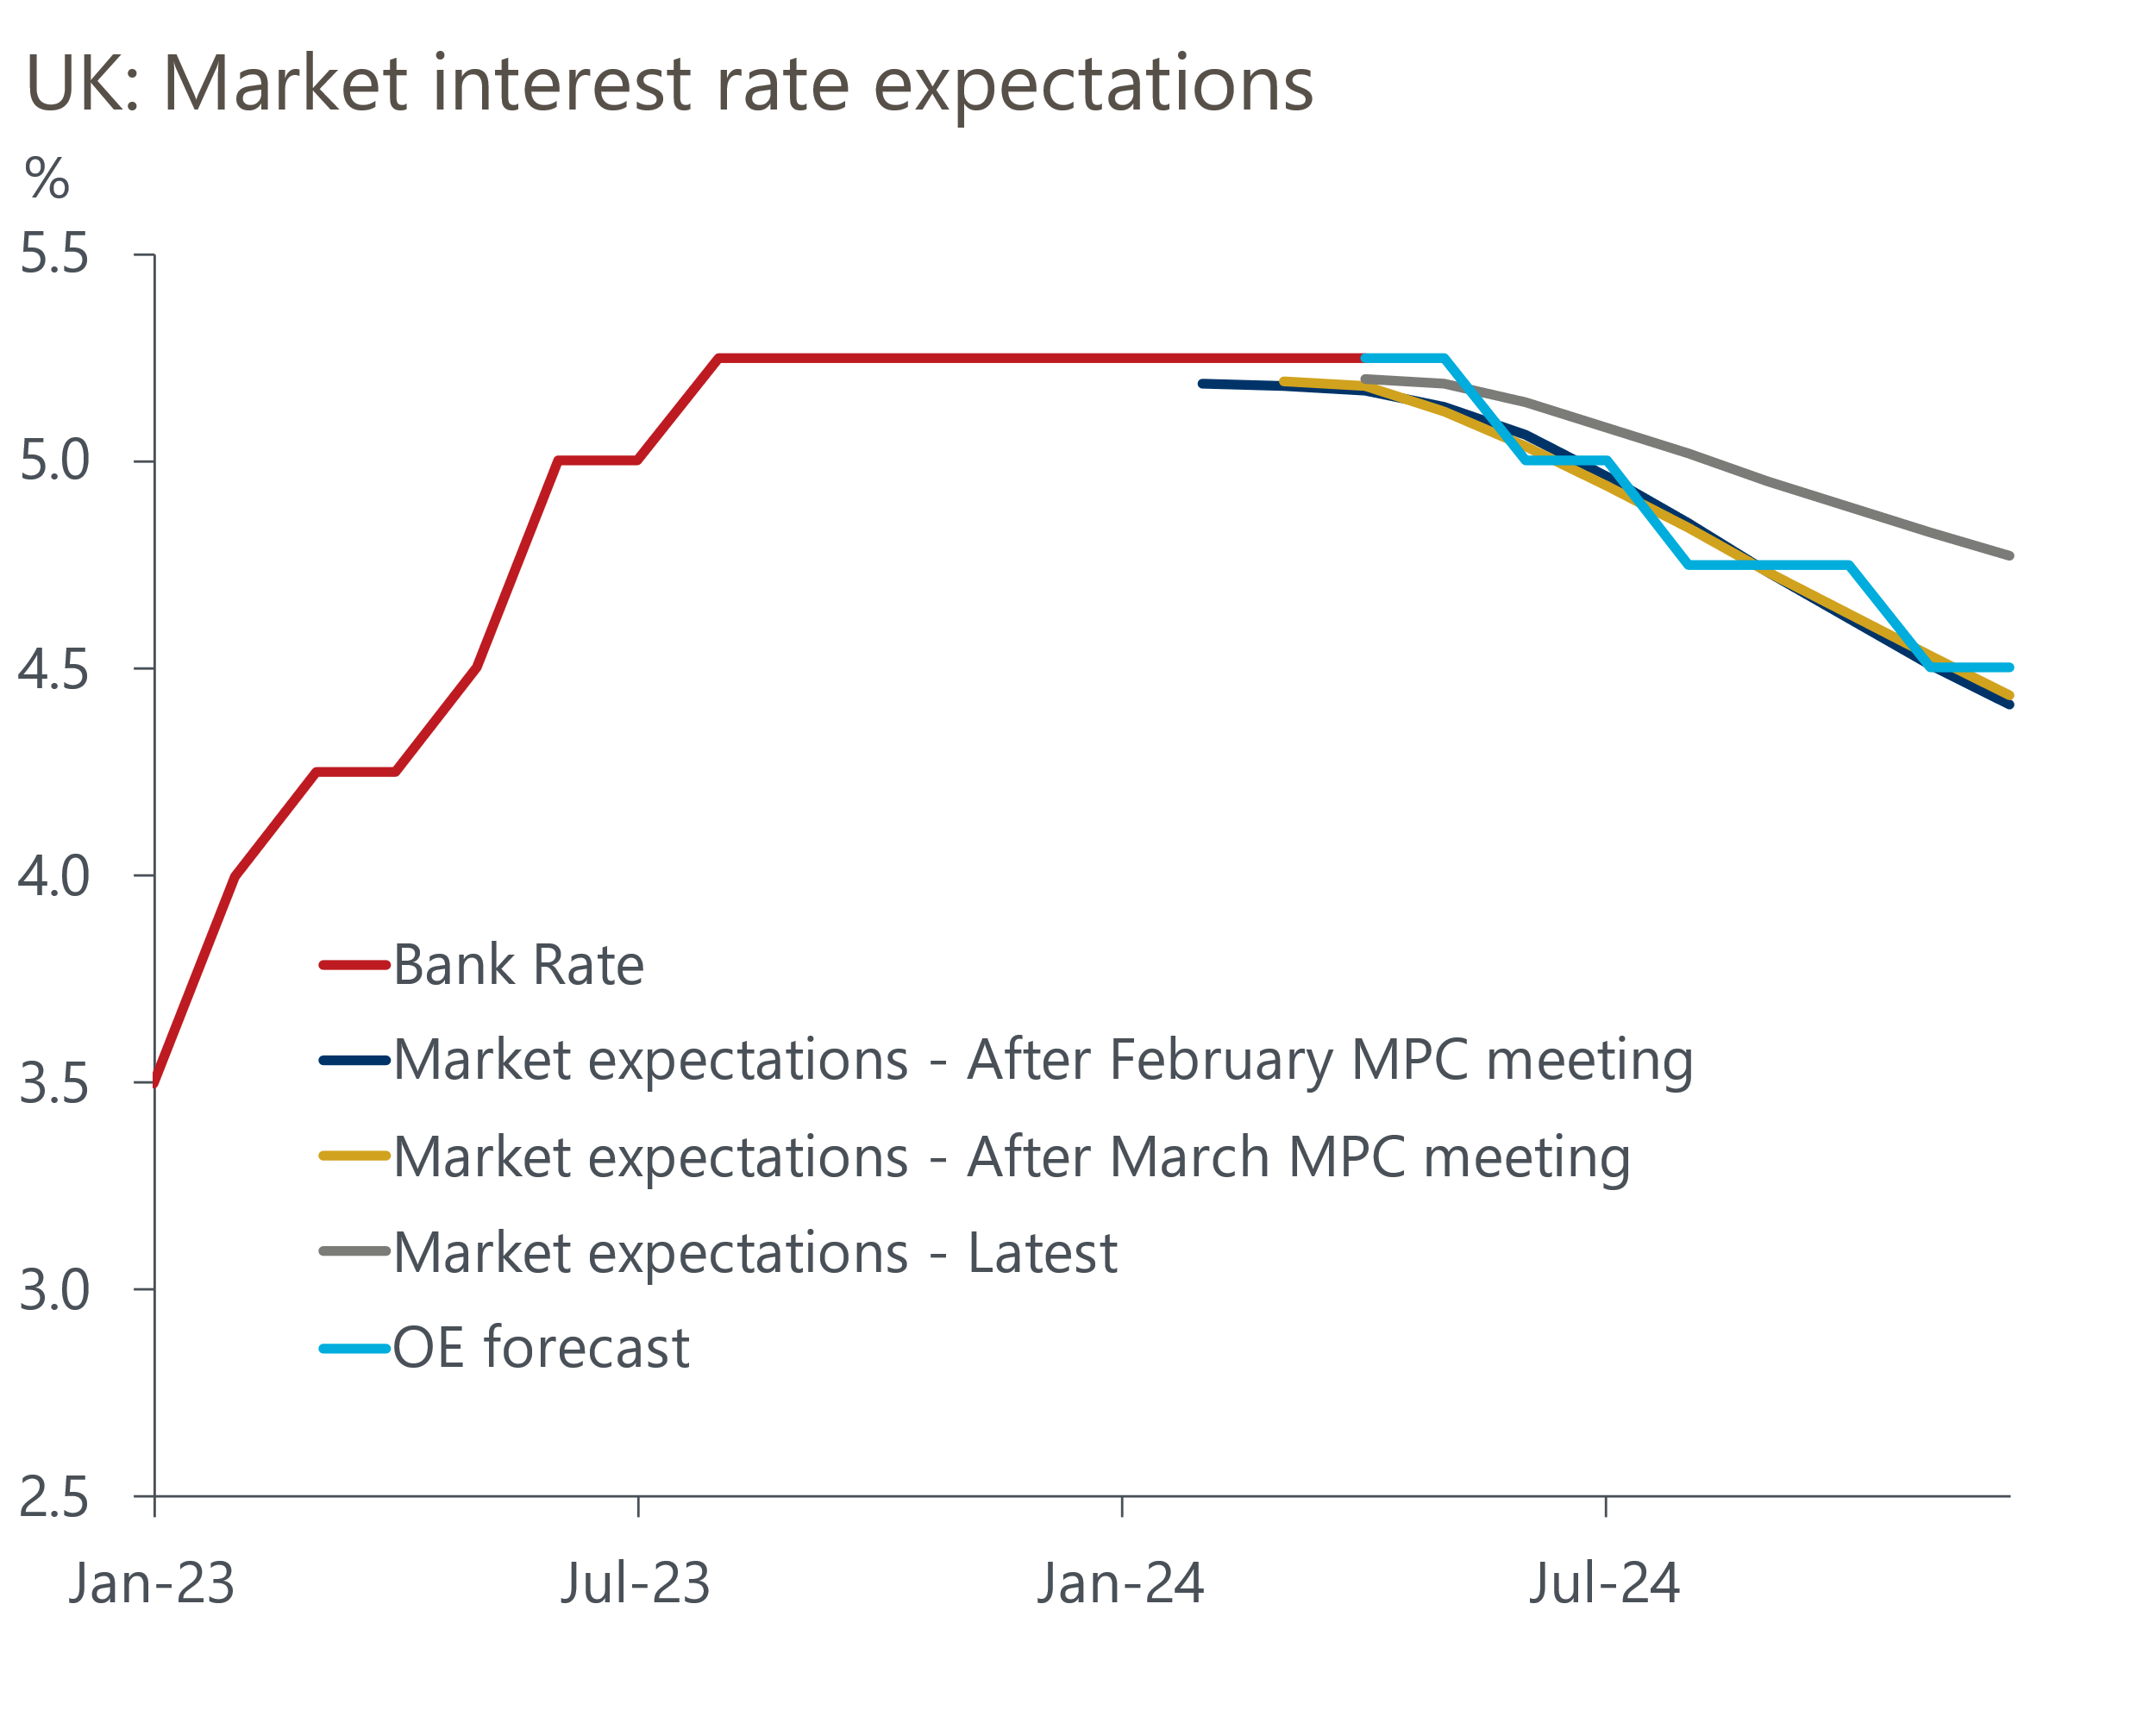 UK: Market interest rate expectations
%
5.5
5.0
4.5
4.0
3.5
3.0
2.5
Bank Rate
Market expectations - After February MPC meeting
Market expectations - After March MPC meeting
Market expectations - Latest
OE forecast
Jan-23 Jul-23 Jan-24 Jul-24